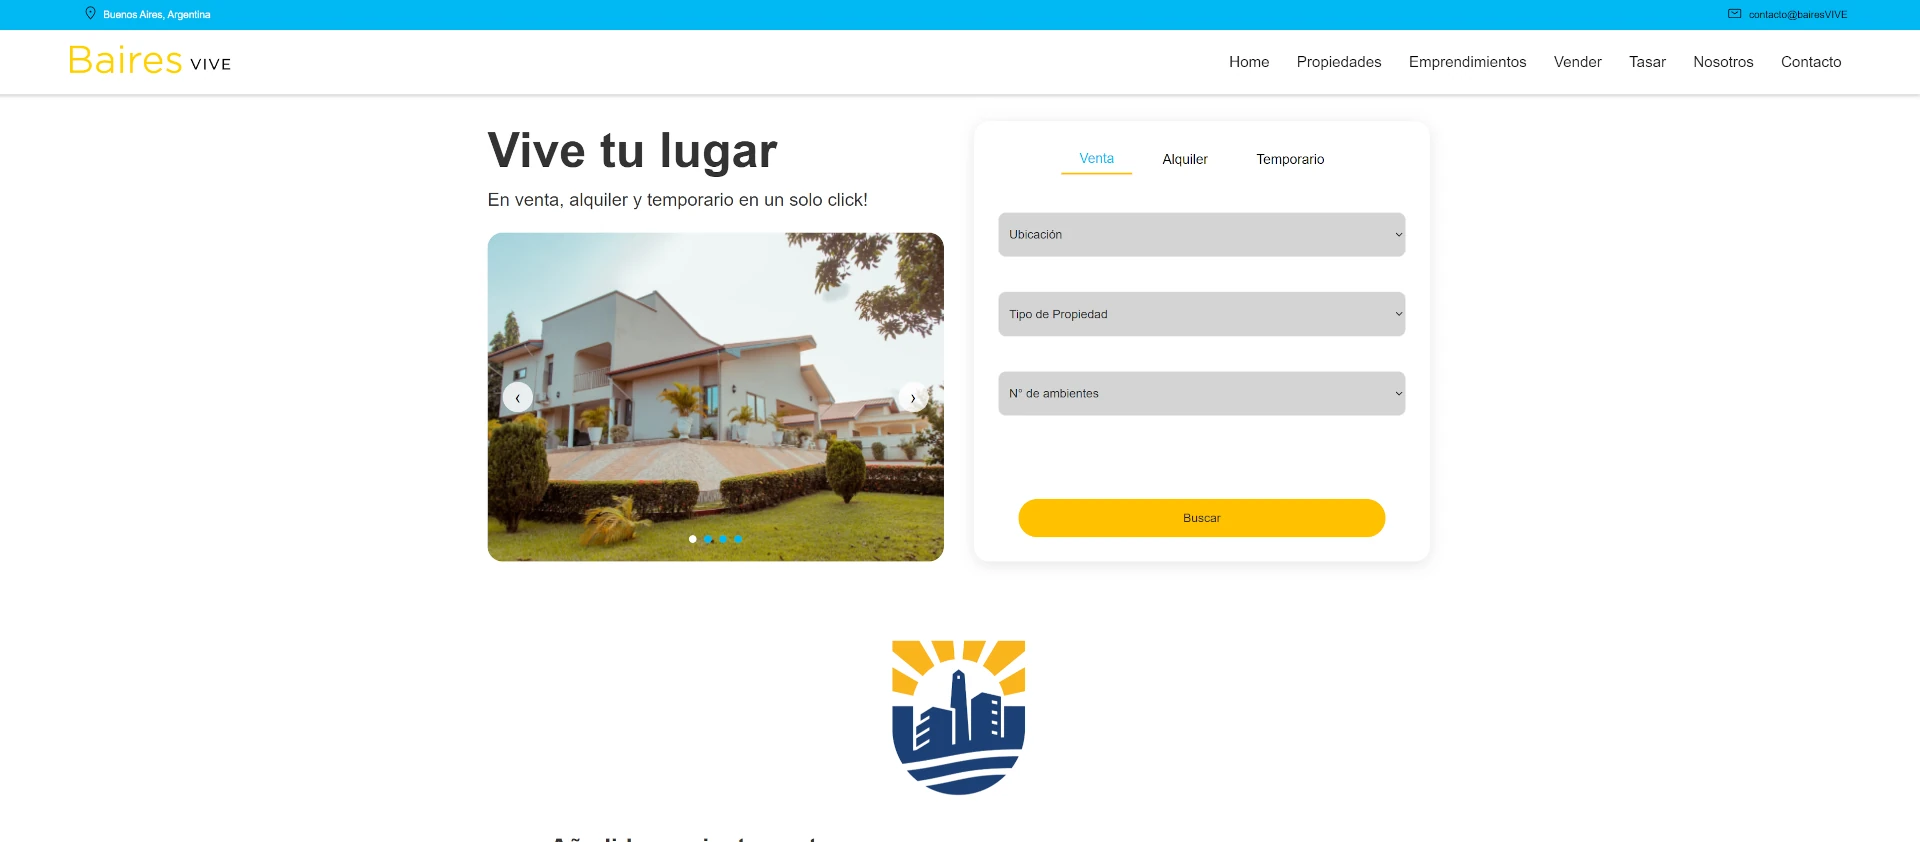 Buenos Aires, Argentina
contacto@bairesVIVE
Baires VIVE
Home Propiedades Emprendimientos Vender Tasar Nosotros Contacto
Vive tu lugar
En venta, alquiler y temporario en un solo click!
Venta Alquiler Temporario
Ubicación
Tipo de Propiedad
N° de ambientes
Buscar